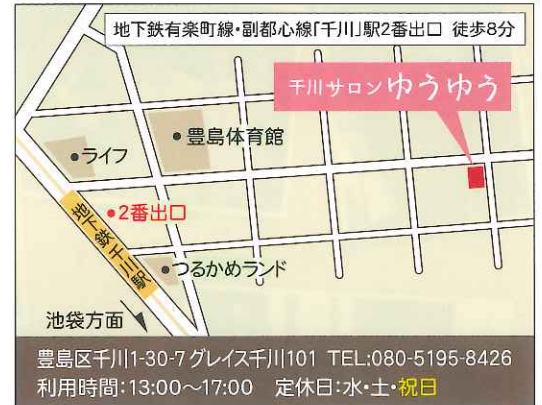 地下鉄有楽町線・副都心線「千川」駅2番出口 徒歩8分
千川サロンゆうゆう
豊島体育館
ライフ
2番出口
地下鉄千川駅
つるかめランド
池袋方面
豊島区千川1-30-7 グレイス千川101 TEL:080-5195-8426
利用時間:13:00～17:00 定休日:水・土・祝日